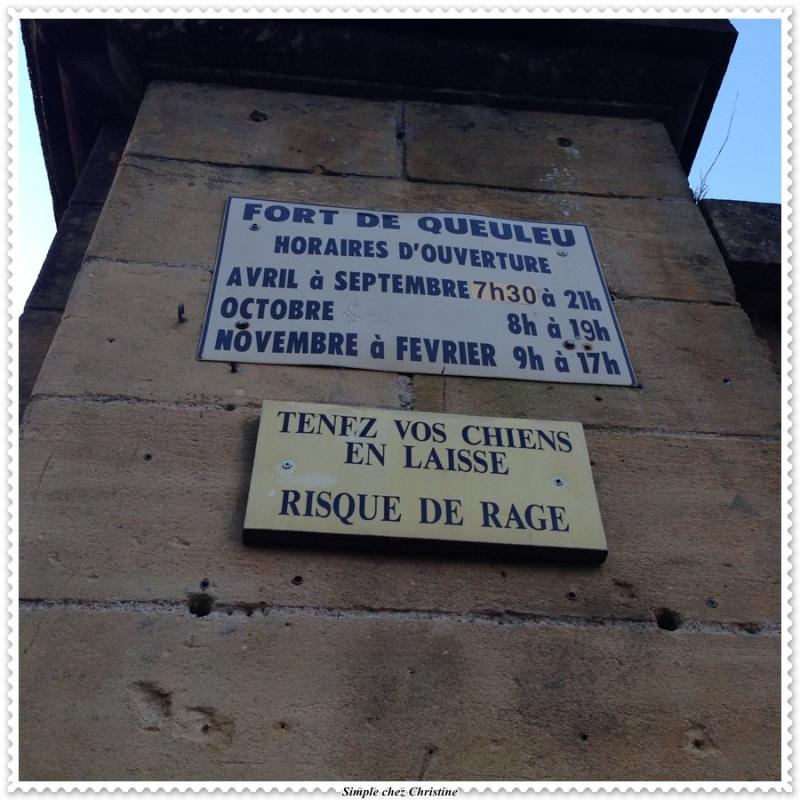 FORT DE QUEULEU
HORAIRES D'OUVERTURE
AVRIL à SEPTEMBRE 7h30 à 21h
OCTOBRE 8h à 19h
NOVEMBRE à FEVRIER 9h à 17h
TENEZ VOS CHIENS
EN LAISSE
RISQUE DE RAGE
Simple chez Christine